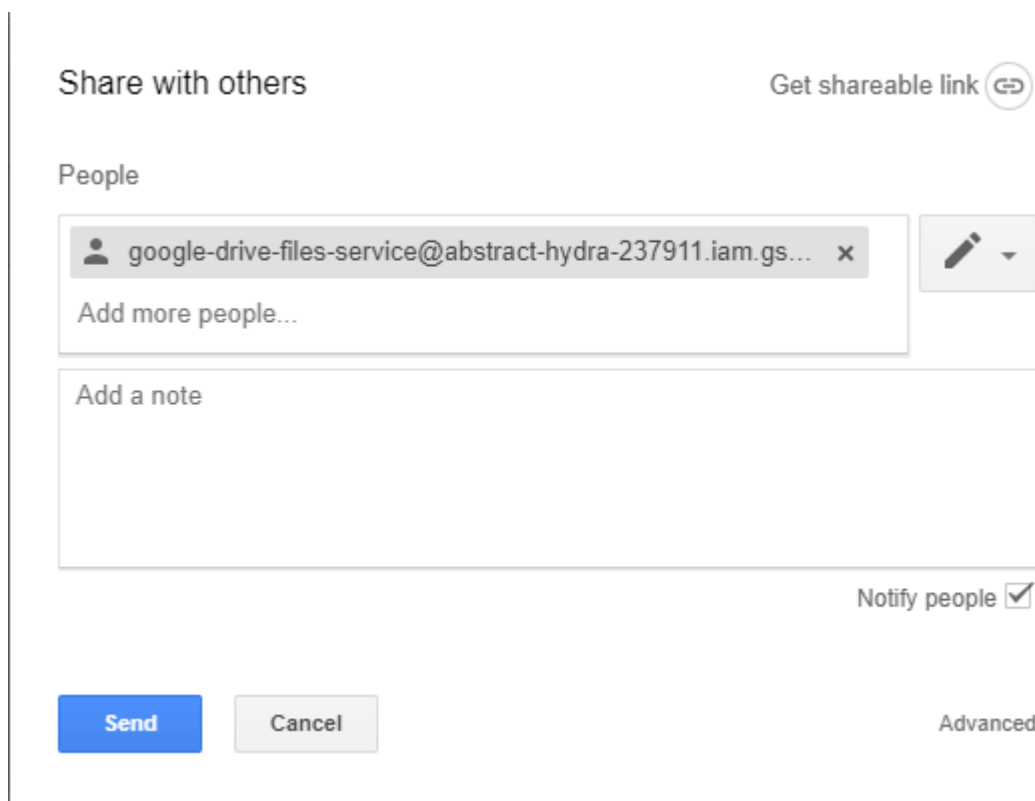 Share with others
Get shareable link
People
google-drive-files-service@abstract-hydra-237911.iam.gs...
Add more people...
Add a note
Notify people
Send
Cancel
Advanced